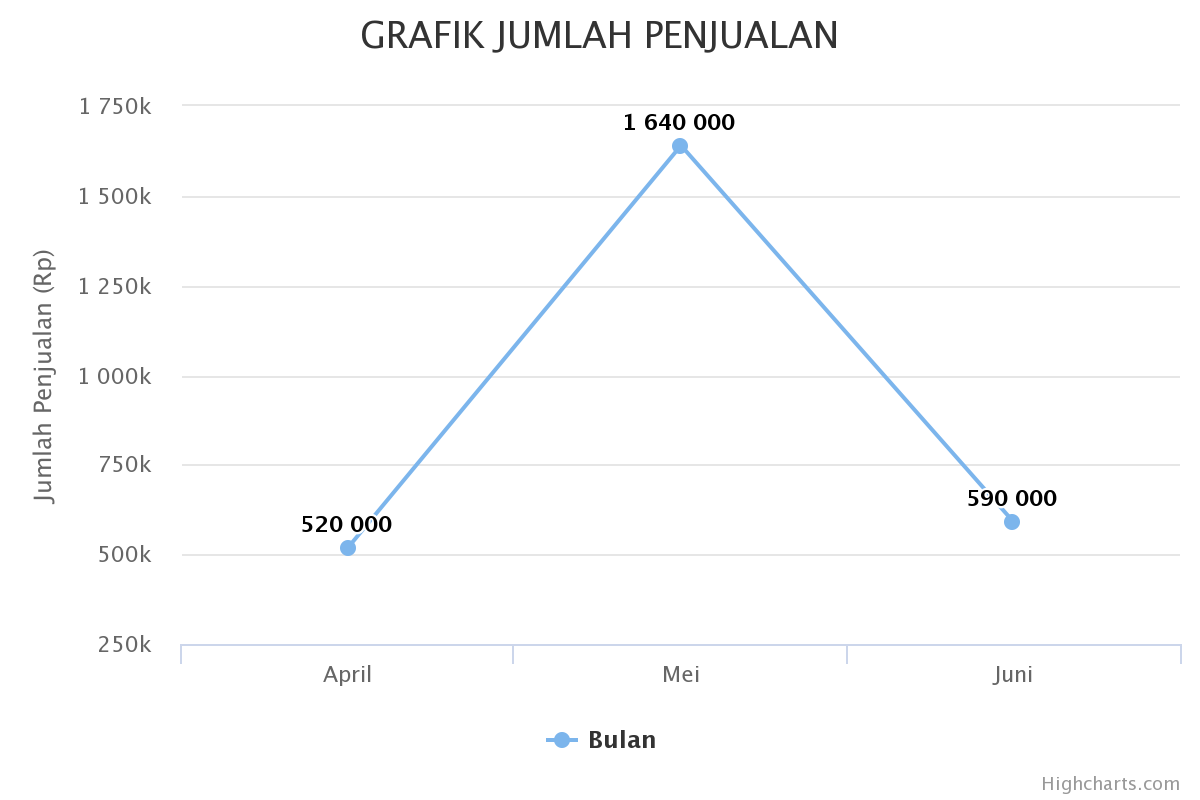 GRAFIK JUMLAH PENJUALAN
1 750k
1 500k
1 250k
1 000k
750k
500k
250k
Jumlah Penjualan (Rp)
520 000
1 640 000
590 000
April
Mei
Juni
Bulan
Highcharts.com